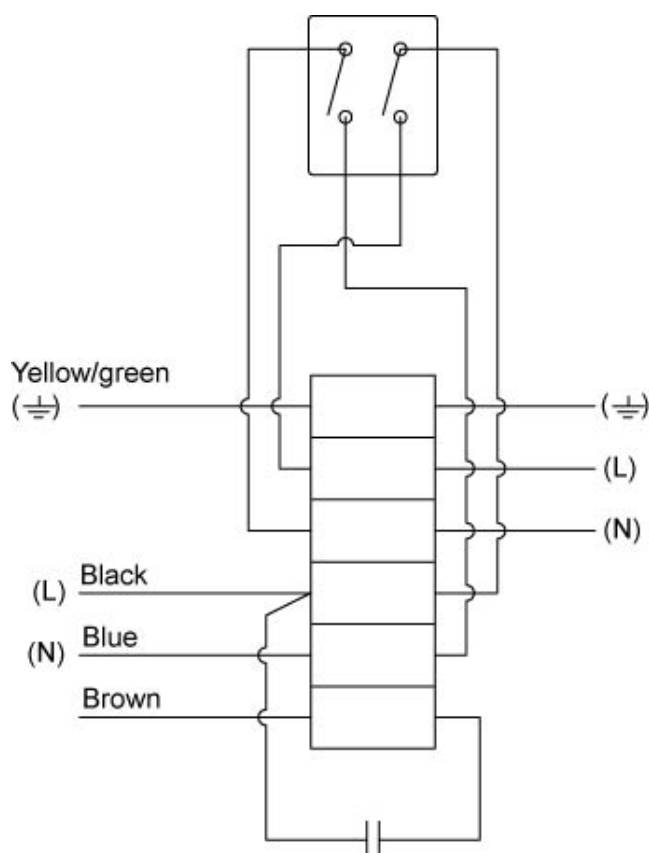 Yellow/green
(⏚) (⏚)
(L)
(N)
(L) Black
(N) Blue
Brown